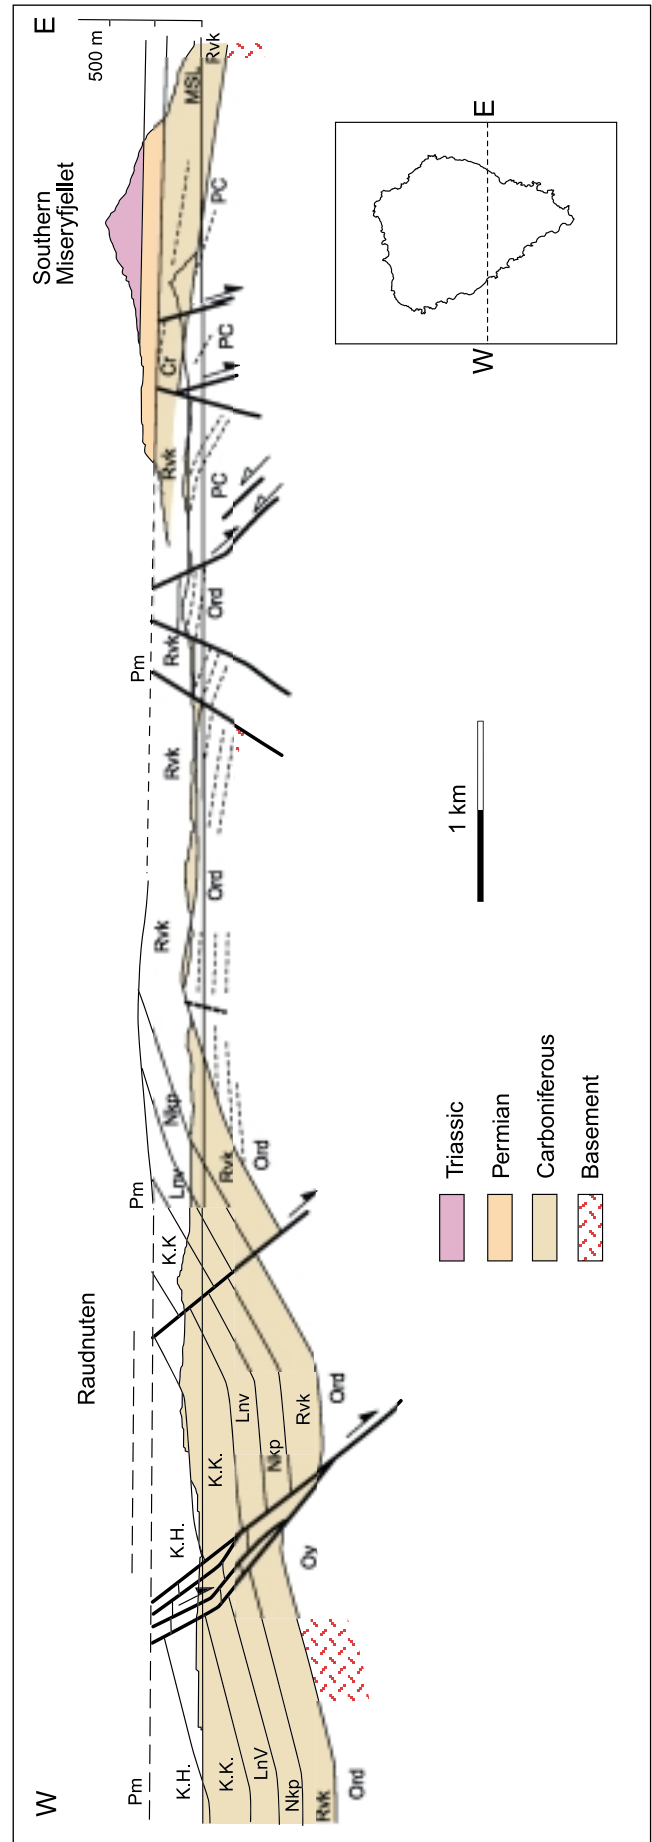 W
E
500 m
Southern
Miseryfjellet
Raudnuten
Pm
Pm
Pm
K.H.
K.H.
K.K
Lnv
Nkp
Rvk
Rvk
Rvk
Rvk
Cr
MSL
Rvk
K.K.
LnV
Nkp
Rvk
Ord
K.K.
Lnv
Nkp
Rvk
Oy
Ord
Rvk
Ord
Ord
Ord
PC
PC
PC
Triassic
Permian
Carboniferous
Basement
1 km
W
E